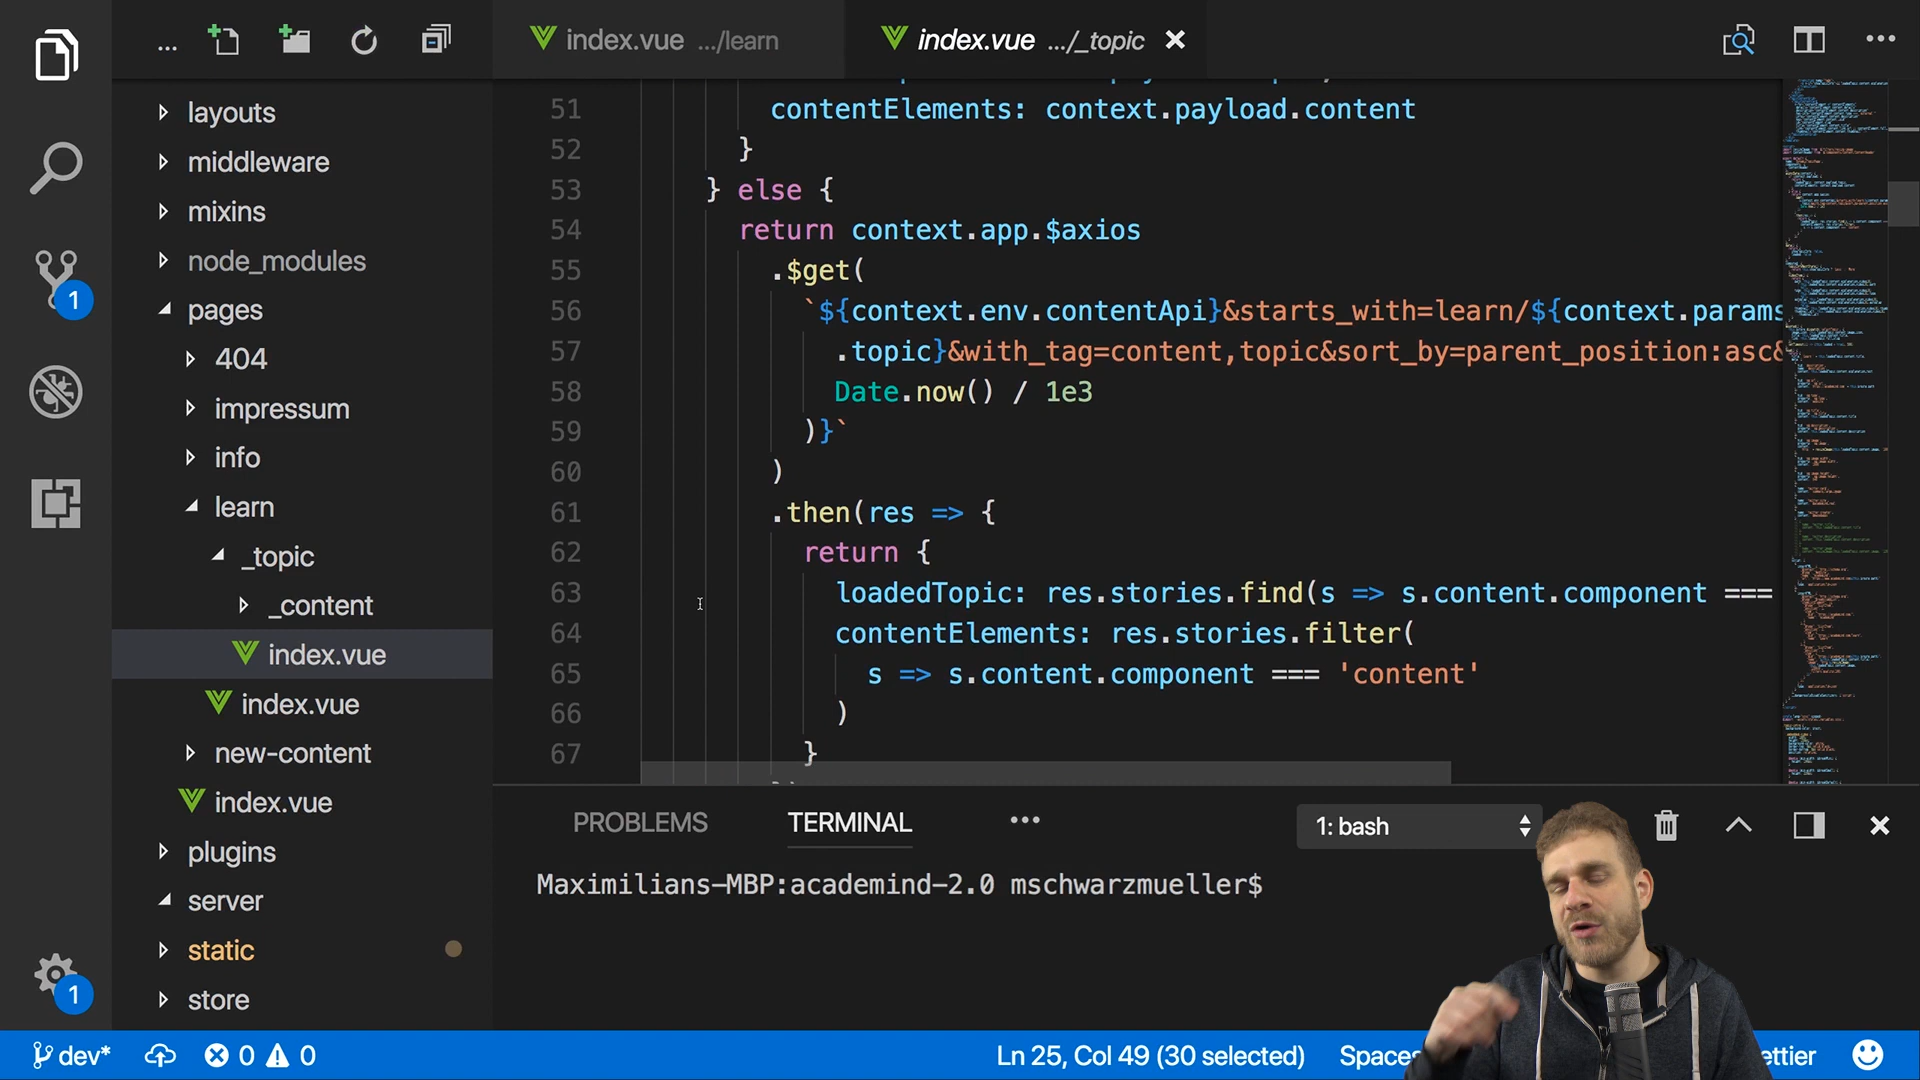 ... index.vue .../learn index.vue .../_topic
layouts
middleware
mixins
node_modules
pages
404
impressum
info
learn
_topic
_content
index.vue
index.vue
new-content
index.vue
plugins
server
static
store
51 contentElements: context.payload.content
52 }
53 } else {
54 return context.app.$axios
55 .$get(
56 `${context.env.contentApi}&starts_with=learn/${context.params
57 .topic}&with_tag=content,topic&sort_by=parent_position:asc&
58 Date.now() / 1e3
59 )}`
60 )
61 .then(res => {
62 return {
63 loadedTopic: res.stories.find(s => s.content.component ===
64 contentElements: res.stories.filter(
65 s => s.content.component === 'content'
66 )
67 }
PROBLEMS TERMINAL ... 1: bash
Maximilians-MBP:academind-2.0 mschwarzmueller$
1
1
dev* 0 0 Ln 25, Col 49 (30 selected) Spaces ettier